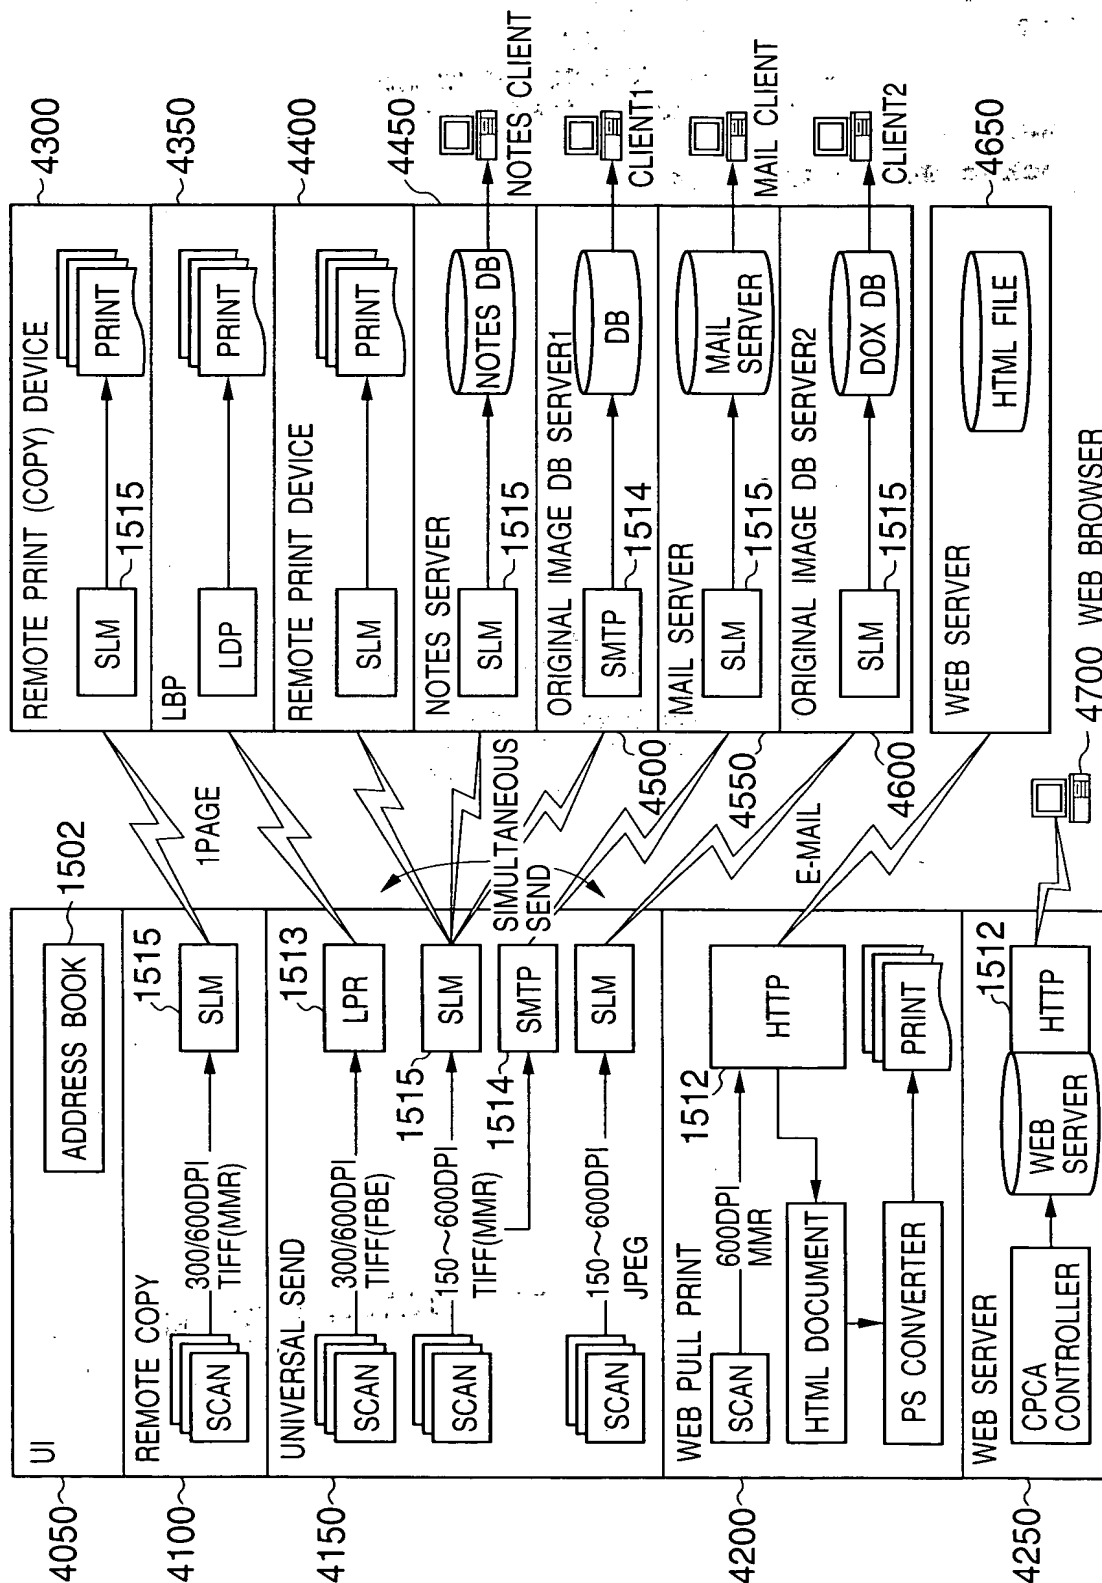 4050
UI
ADDRESS BOOK
1502
4100
REMOTE COPY
SCAN
300/600DPI
TIFF(MMR)
SLM
1515
1PAGE
4150
UNIVERSAL SEND
SCAN
300/600DPI
TIFF(FBE)
LPR
1513
SCAN
150~600DPI
TIFF(MMR)
SLM
1515
SMTP
1514
SCAN
150~600DPI
JPEG
SLM
SIMULTANEOUS
SEND
4200
WEB PULL PRINT
SCAN
600DPI
MMR
HTTP
1512
HTML DOCUMENT
PS CONVERTER
PRINT
E-MAIL
4250
WEB SERVER
CPCA
CONTROLLER
WEB
SERVER
HTTP
1512
4700 WEB BROWSER
REMOTE PRINT (COPY) DEVICE
4300
SLM
1515
PRINT
LBP
4350
LDP
PRINT
REMOTE PRINT DEVICE
4400
SLM
PRINT
NOTES SERVER
4450
SLM
1515
NOTES DB
NOTES CLIENT
ORIGINAL IMAGE DB SERVER1
4500
SMTP
1514
DB
CLIENT1
MAIL SERVER
4550
SLM
1515
MAIL
SERVER
MAIL CLIENT
ORIGINAL IMAGE DB SERVER2
4600
SLM
1515
DOX DB
CLIENT2
WEB SERVER
4650
HTML FILE